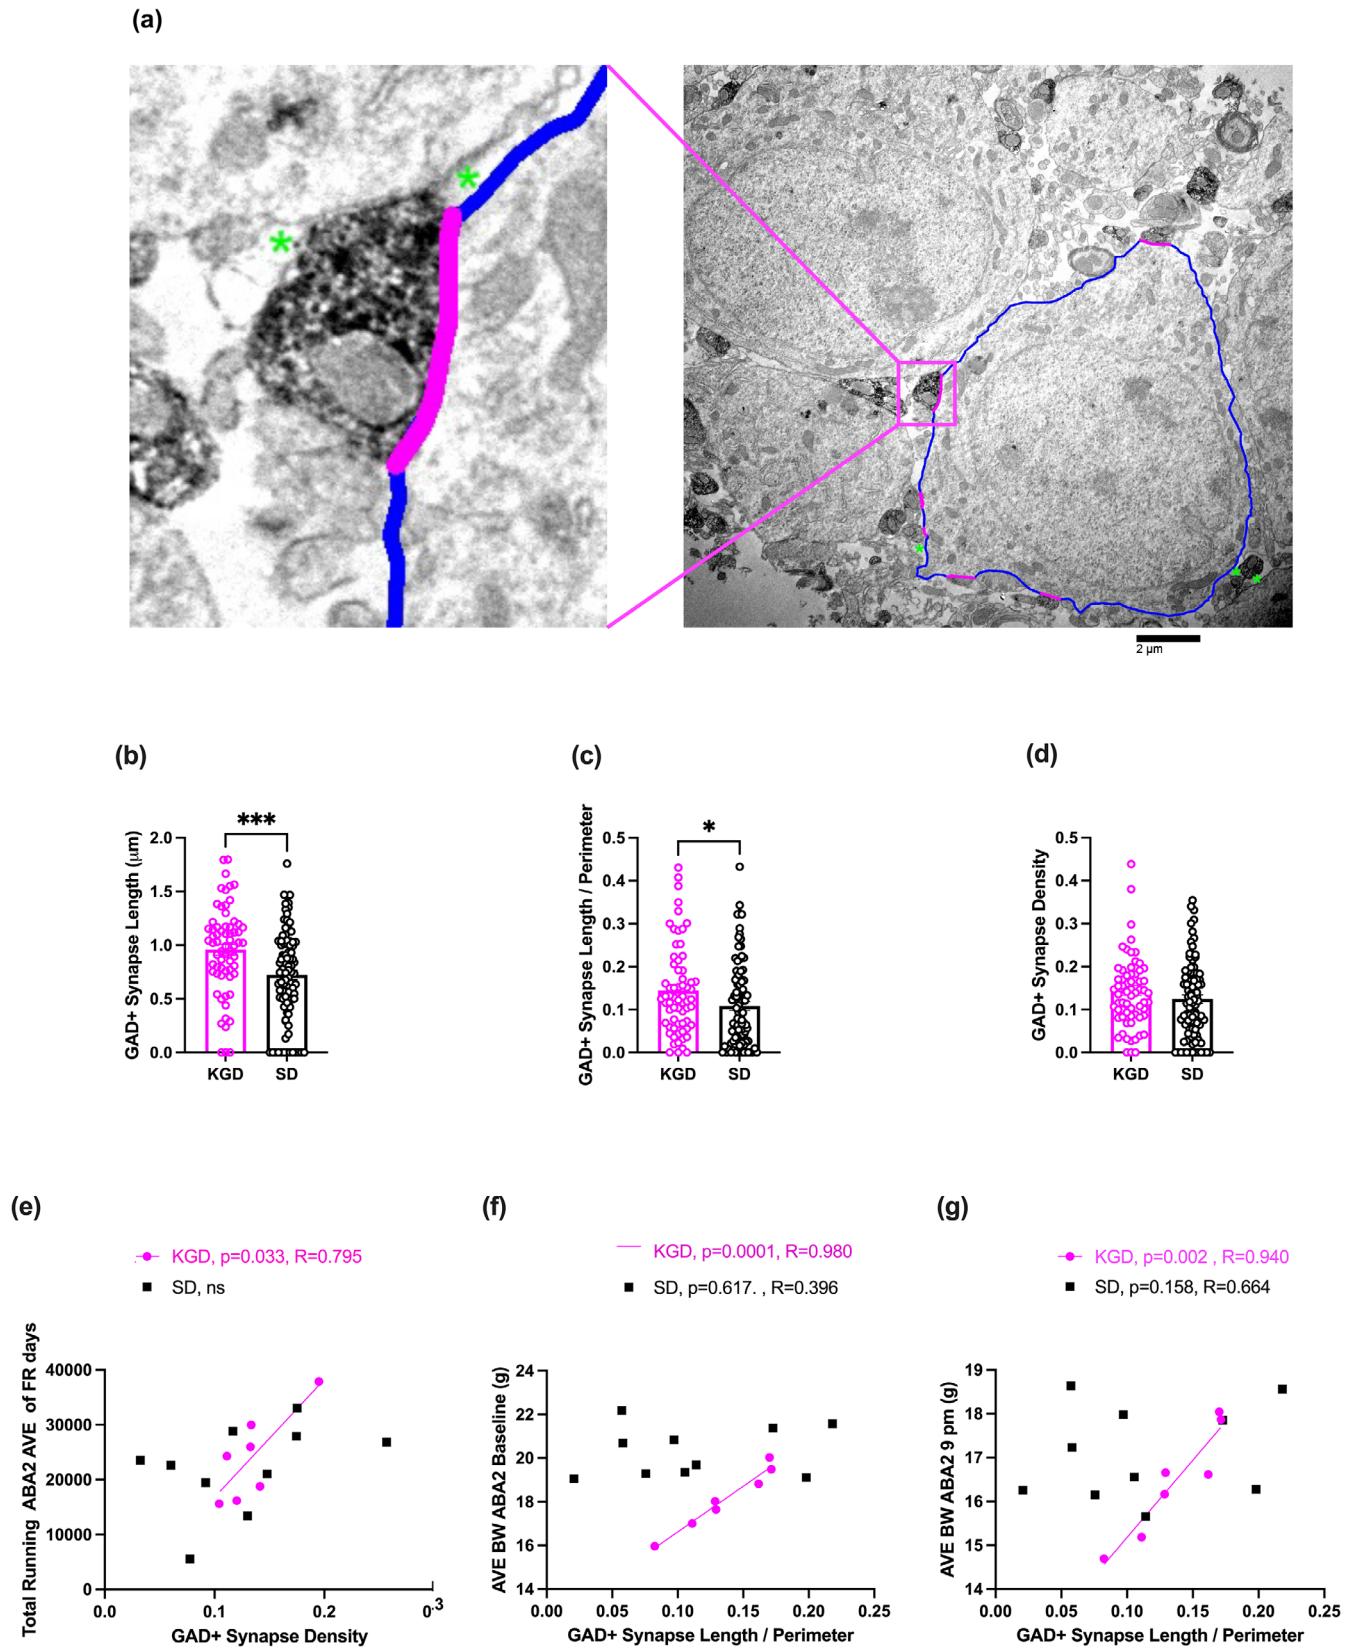 (a)
*
*
*
*
*
2 µm
(b)
(c)
(d)
GAD+ Synapse Length (µm)
2.0
1.5
1.0
0.5
0.0
***
KGD
SD
GAD+ Synapse Length / Perimeter
0.5
0.4
0.3
0.2
0.1
0.0
*
KGD
SD
GAD+ Synapse Density
0.5
0.4
0.3
0.2
0.1
0.0
KGD
SD
(e)
KGD, p=0.033, R=0.795
SD, ns
Total Running ABA2 AVE of FR days
40000
30000
20000
10000
0
0.0
0.1
0.2
0.3
GAD+ Synapse Density
(f)
KGD, p=0.0001, R=0.980
SD, p=0.617. , R=0.396
AVE BW ABA2 Baseline (g)
24
22
20
18
16
14
0.00
0.05
0.10
0.15
0.20
0.25
GAD+ Synapse Length / Perimeter
(g)
KGD, p=0.002 , R=0.940
SD, p=0.158, R=0.664
AVE BW ABA2 9 pm (g)
19
18
17
16
15
14
0.00
0.05
0.10
0.15
0.20
0.25
GAD+ Synapse Length / Perimeter